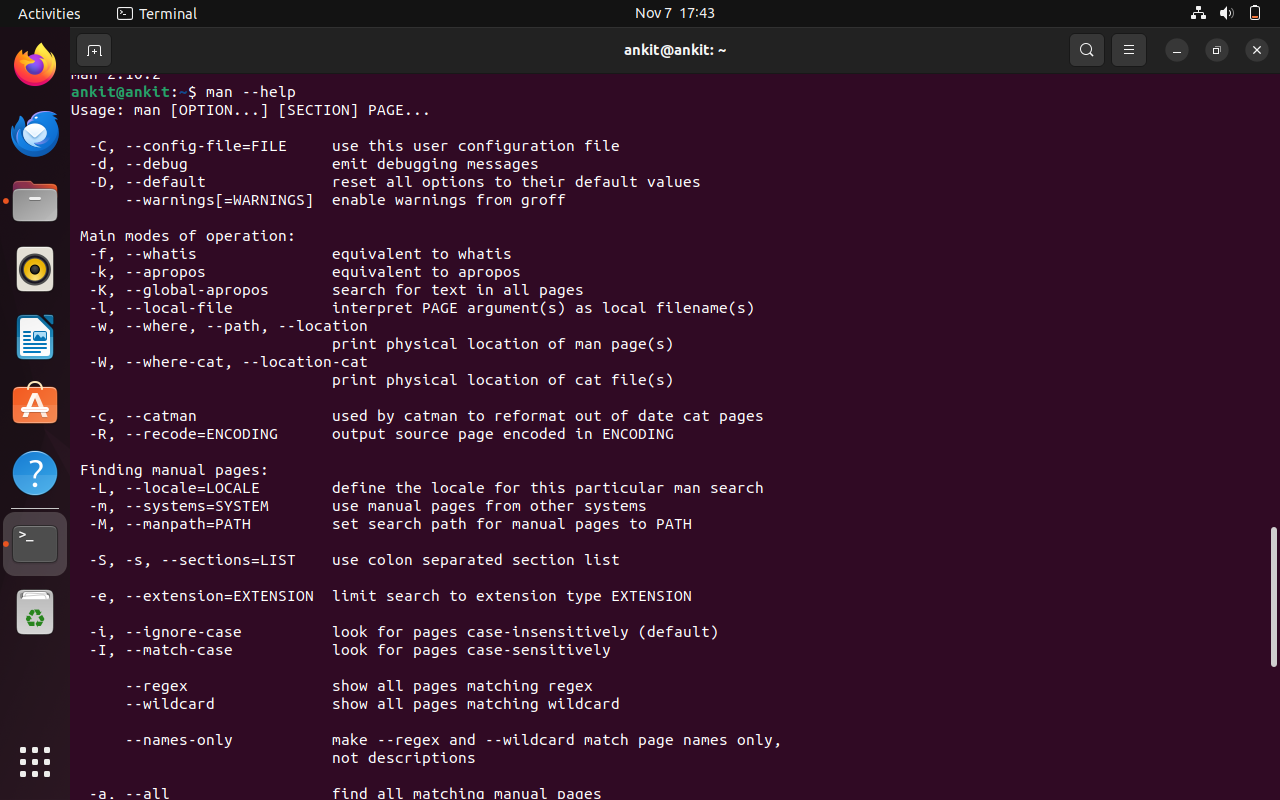 Activities Terminal Nov 7 17:43
ankit@ankit: ~
man 2.10.2
ankit@ankit:~$ man --help
Usage: man [OPTION...] [SECTION] PAGE...
-C, --config-file=FILE use this user configuration file
-d, --debug emit debugging messages
-D, --default reset all options to their default values
--warnings[=WARNINGS] enable warnings from groff
Main modes of operation:
-f, --whatis equivalent to whatis
-k, --apropos equivalent to apropos
-K, --global-apropos search for text in all pages
-l, --local-file interpret PAGE argument(s) as local filename(s)
-w, --where, --path, --location
print physical location of man page(s)
-W, --where-cat, --location-cat
print physical location of cat file(s)
-c, --catman used by catman to reformat out of date cat pages
-R, --recode=ENCODING output source page encoded in ENCODING
Finding manual pages:
-L, --locale=LOCALE define the locale for this particular man search
-m, --systems=SYSTEM use manual pages from other systems
-M, --manpath=PATH set search path for manual pages to PATH
-S, -s, --sections=LIST use colon separated section list
-e, --extension=EXTENSION limit search to extension type EXTENSION
-i, --ignore-case look for pages case-insensitively (default)
-I, --match-case look for pages case-sensitively
--regex show all pages matching regex
--wildcard show all pages matching wildcard
--names-only make --regex and --wildcard match page names only,
not descriptions
-a, --all find all matching manual pages